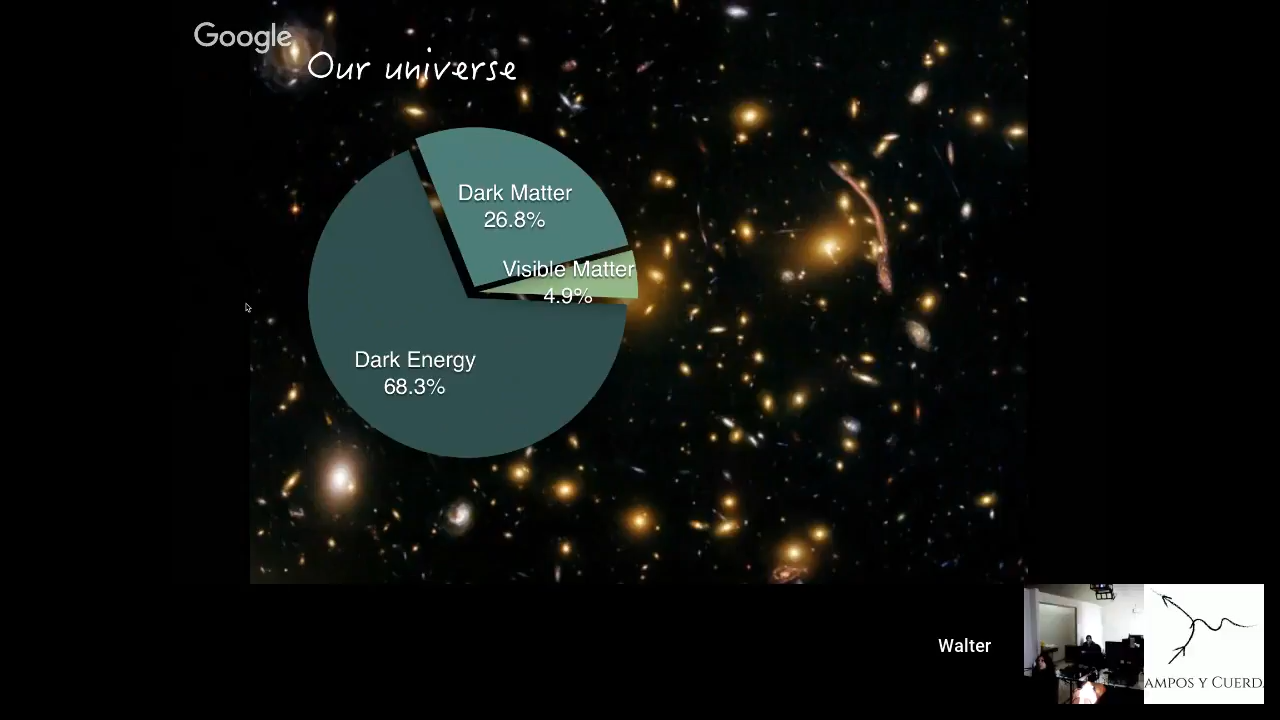 Google
Our universe
Dark Matter
26.8%
Visible Matter
4.9%
Dark Energy
68.3%
Walter
AMPOS Y CUERD